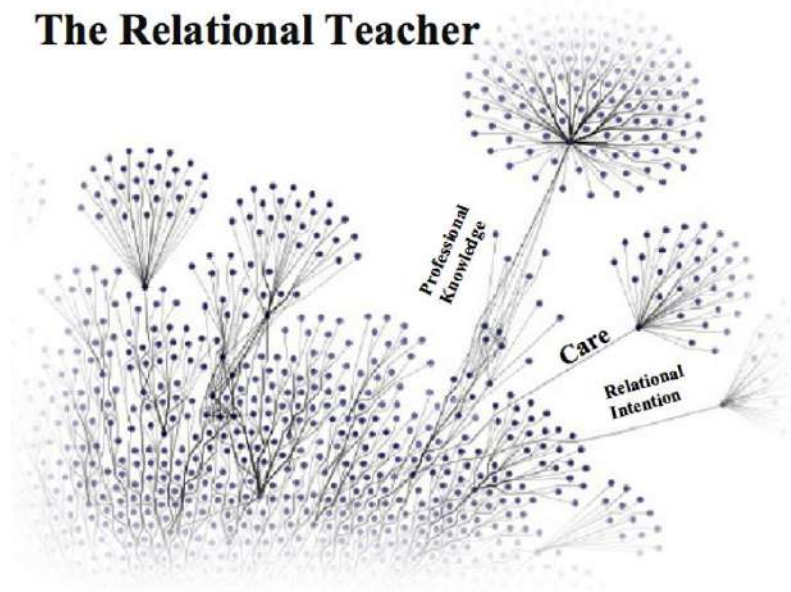 The Relational Teacher
Professional
Knowledge
Care
Relational
Intention